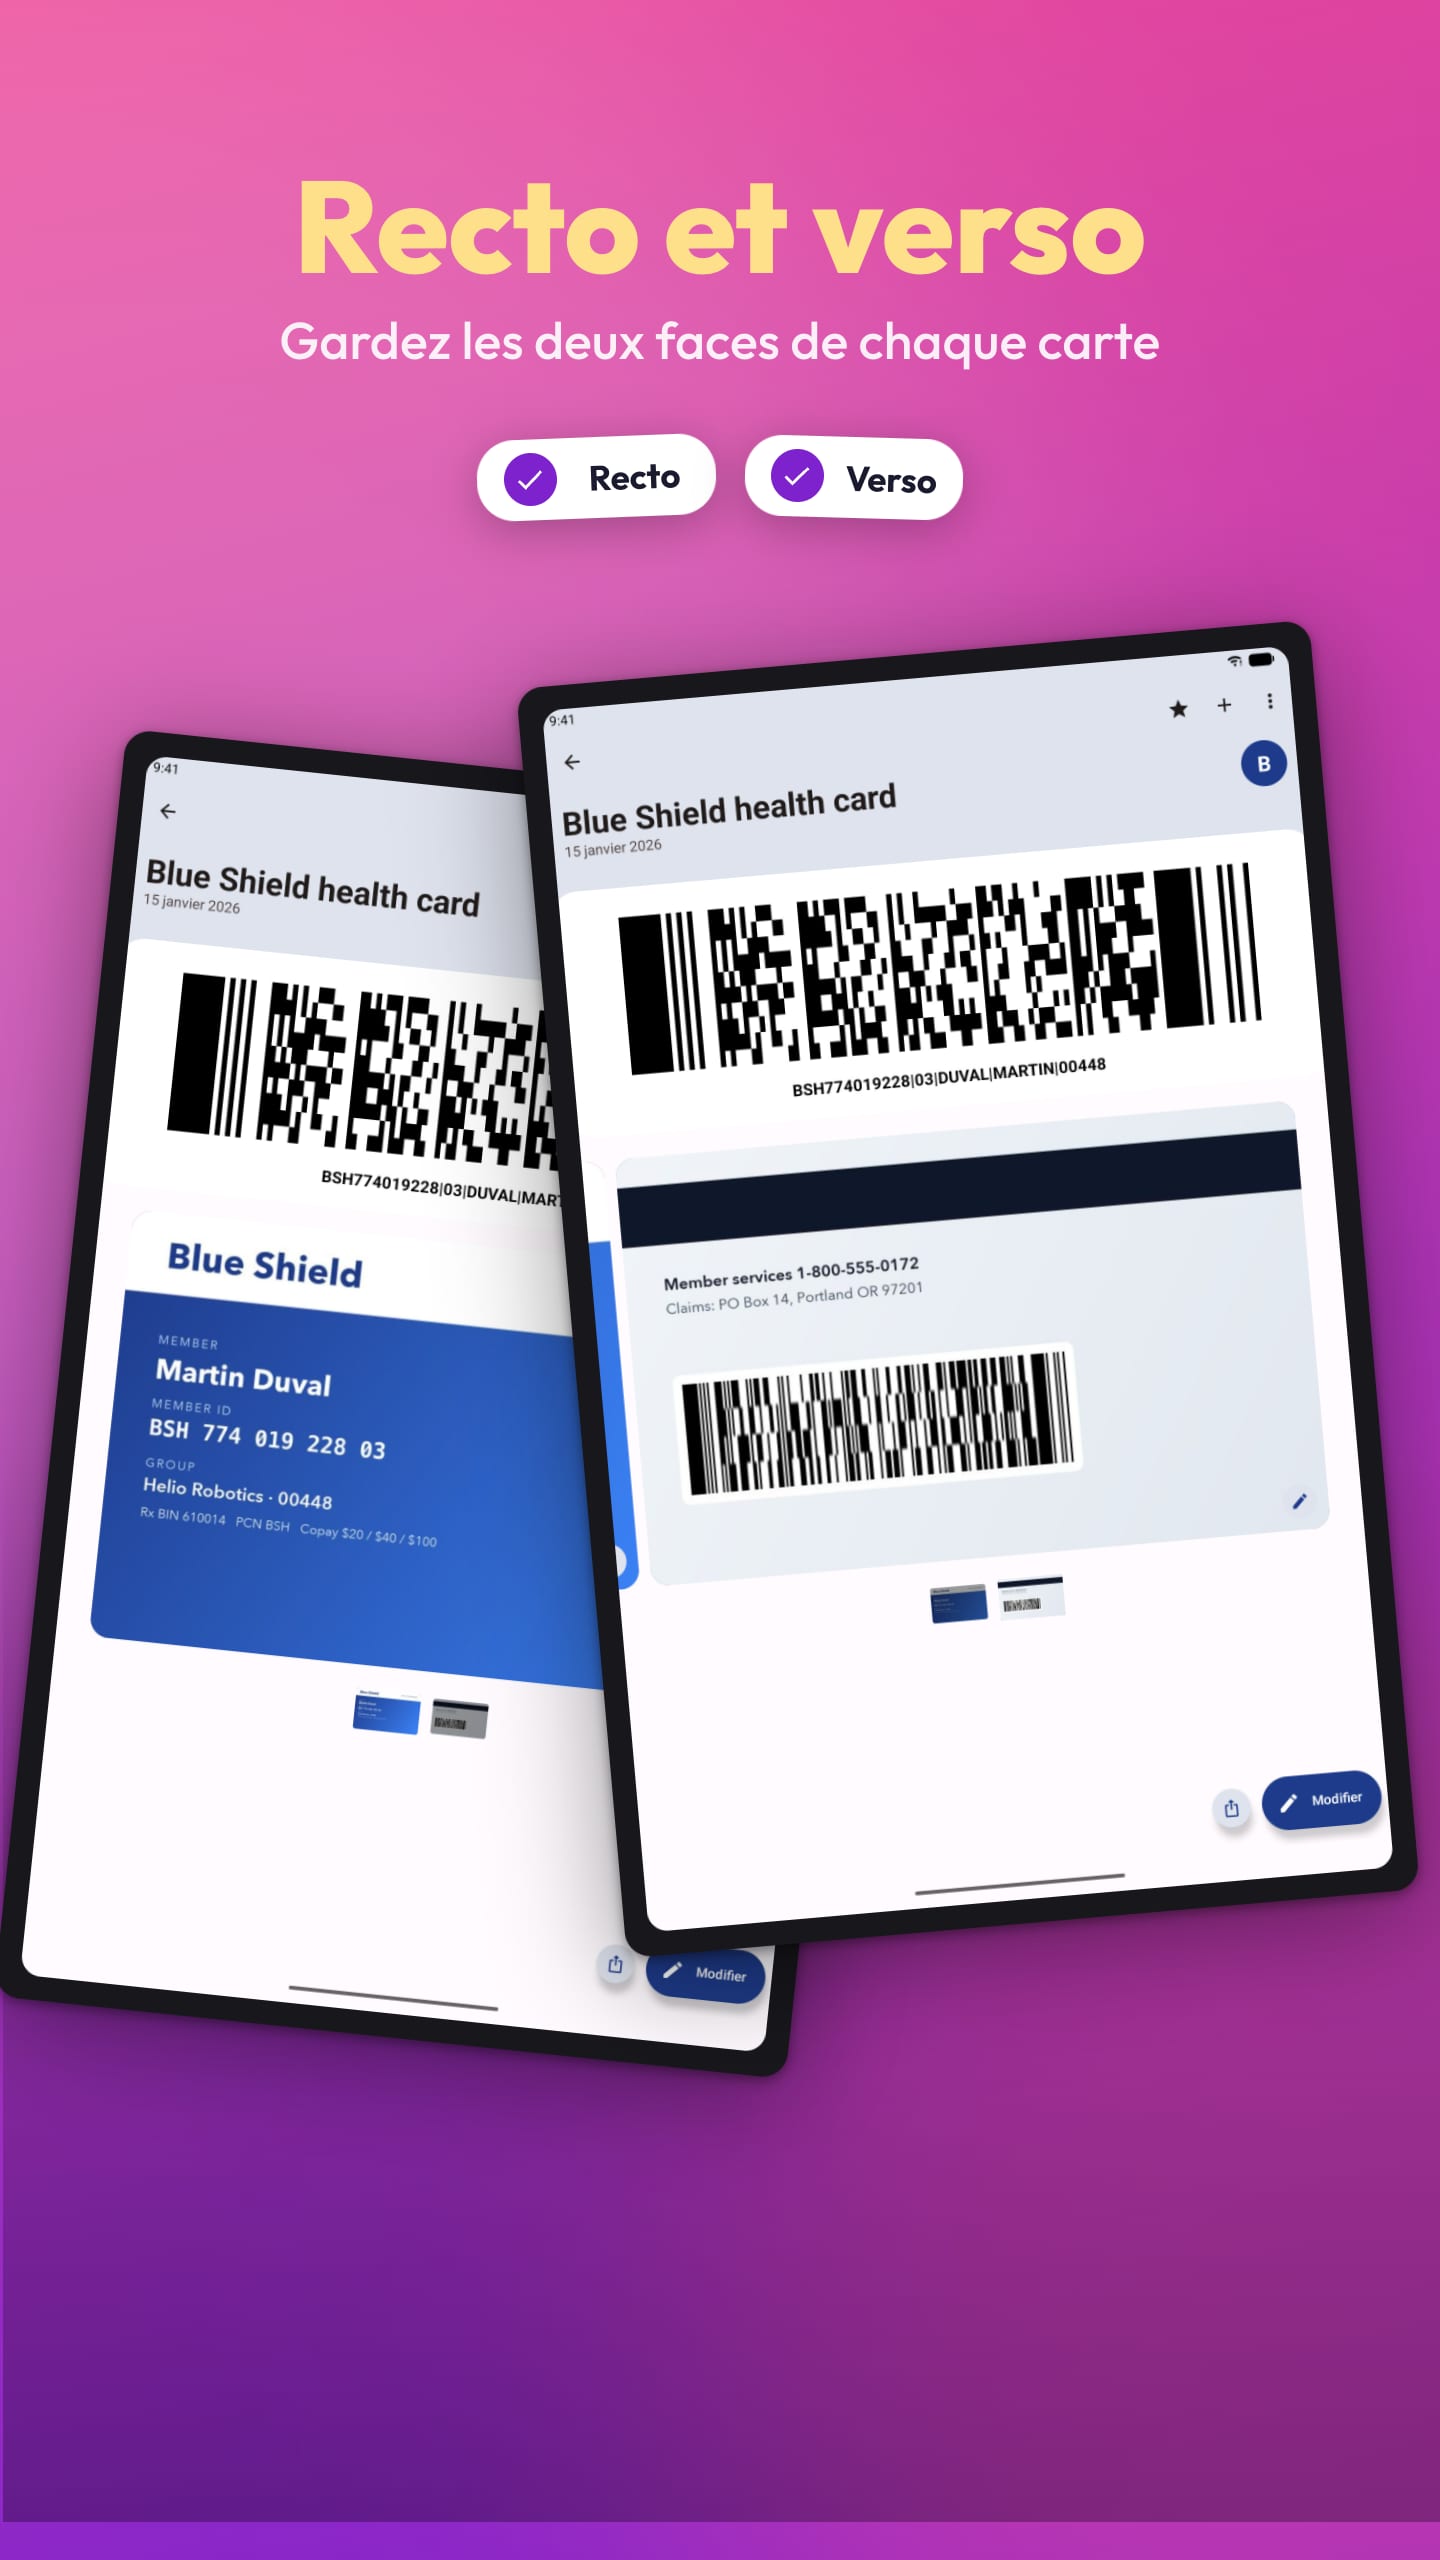 Recto et verso
Gardez les deux faces de chaque carte
Recto
Verso
9:41
Blue Shield health card
15 janvier 2026
BSH774019228|03|DUVAL|MART
Blue Shield
MEMBER
Martin Duval
MEMBER ID
BSH 774 019 228 03
GROUP
Helio Robotics · 00448
Rx BIN 610014 PCN BSH Copay $20 / $40 / $100
Modifier
9:41
B
Blue Shield health card
15 janvier 2026
BSH774019228|03|DUVAL|MARTIN|00448
Member services 1-800-555-0172
Claims: PO Box 14, Portland OR 97201
Modifier